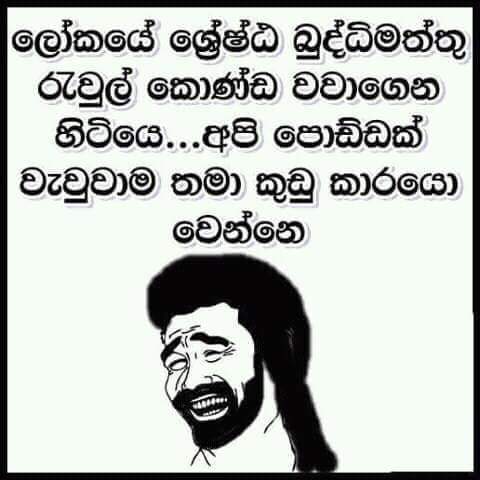 ලෝකයේ ශ්‍රේෂ්ඨ බුද්ධිමත්තු
රැවුල් කොණ්ඩ වවාගෙන
හිටියෙ...අපි පොඩ්ඩක්
වැවුවාම තමා කුඩු කාරයො
වෙන්නෙ